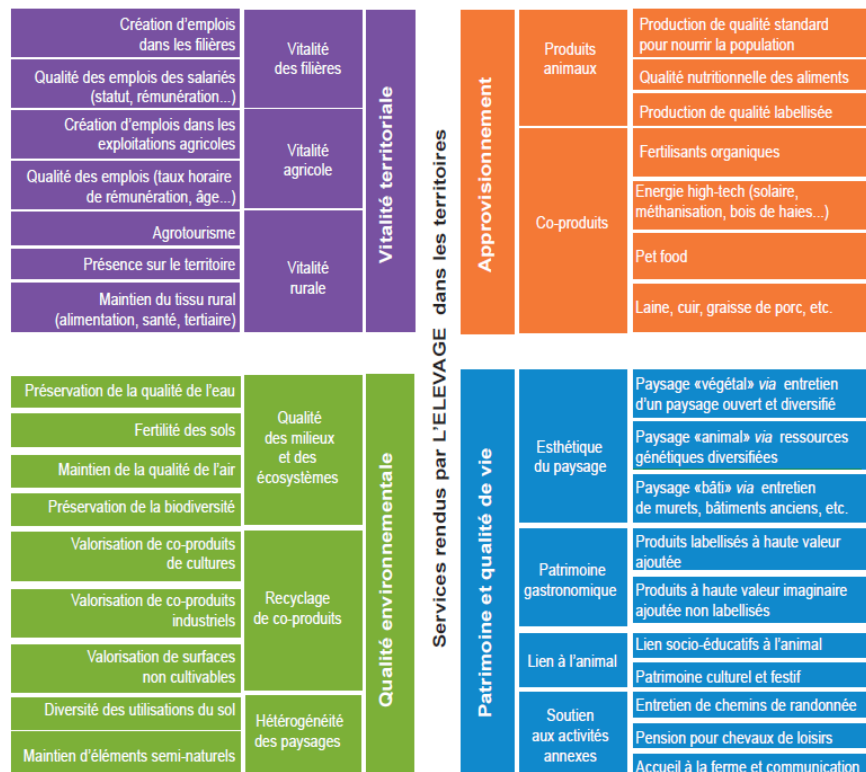 Création d'emplois
dans les filières
Qualité des emplois des salariés
(statut, rémunération...)
Création d'emplois dans les
exploitations agricoles
Qualité des emplois (taux horaire
de rémunération, âge...)
Agrotourisme
Présence sur le territoire
Maintien du tissu rural
(alimentation, santé, tertiaire)
Vitalité
des filières
Vitalité
agricole
Vitalité
rurale
Vitalité territoriale
Services rendus par L'ELEVAGE dans les territoires
Approvisionnement
Produits
animaux
Co-produits
Production de qualité standard
pour nourrir la population
Qualité nutritionnelle des aliments
Production de qualité labellisée
Fertilisants organiques
Energie high-tech (solaire,
méthanisation, bois de haies...)
Pet food
Laine, cuir, graisse de porc, etc.
Préservation de la qualité de l'eau
Fertilité des sols
Maintien de la qualité de l'air
Préservation de la biodiversité
Valorisation de co-produits
de cultures
Valorisation de co-produits
industriels
Valorisation de surfaces
non cultivables
Diversité des utilisations du sol
Maintien d'éléments semi-naturels
Qualité
des milieux
et des
écosystèmes
Recyclage
de co-produits
Hétérogénéité
des paysages
Qualité environnementale
Patrimoine et qualité de vie
Esthétique
du paysage
Patrimoine
gastronomique
Lien à l'animal
Soutien
aux activités
annexes
Paysage «végétal» via entretien
d'un paysage ouvert et diversifié
Paysage «animal» via ressources
génétiques diversifiées
Paysage «bâti» via entretien
de murets, bâtiments anciens, etc.
Produits labellisés à haute valeur
ajoutée
Produits à haute valeur imaginaire
ajoutée non labellisés
Lien socio-éducatifs à l'animal
Patrimoine culturel et festif
Entretien de chemins de randonnée
Pension pour chevaux de loisirs
Accueil à la ferme et communication